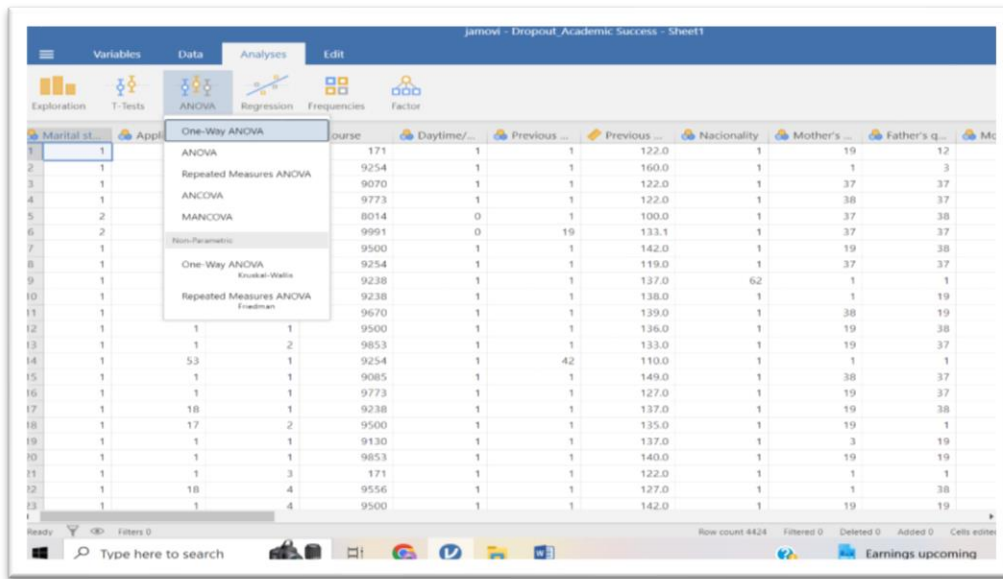 jamovi - Dropout_Academic Success - Sheet1
Variables Data Analyses Edit
Exploration T-Tests ANOVA Regression Frequencies Factor
One-Way ANOVA
ANOVA
Repeated Measures ANOVA
ANCOVA
MANCOVA
Non-Parametric
One-Way ANOVA
Kruskal-Wallis
Repeated Measures ANOVA
Friedman
Marital st... Appli ourse Daytime/... Previous ... Previous ... Nacionality Mother's ... Father's q... Mo
1 1 171 1 1 122.0 1 19 12
2 1 9254 1 1 160.0 1 1 3
3 1 9070 1 1 122.0 1 37 37
4 1 9773 1 1 122.0 1 38 37
5 2 8014 0 1 100.0 1 37 38
6 2 9991 0 19 133.1 1 37 37
7 1 9500 1 1 142.0 1 19 38
8 1 9254 1 1 119.0 1 37 37
9 1 9238 1 1 137.0 62 1 1
10 1 9238 1 1 138.0 1 1 19
11 1 9670 1 1 139.0 1 38 19
12 1 1 1 9500 1 1 136.0 1 19 38
13 1 1 2 9853 1 1 133.0 1 19 37
14 1 53 1 9254 1 42 110.0 1 1 1
15 1 1 1 9085 1 1 149.0 1 38 37
16 1 1 1 9773 1 1 127.0 1 19 37
17 1 18 1 9238 1 1 137.0 1 19 38
18 1 17 2 9500 1 1 135.0 1 19 1
19 1 1 1 9130 1 1 137.0 1 3 19
20 1 1 1 9853 1 1 140.0 1 19 19
21 1 1 3 171 1 1 122.0 1 1 1
22 1 18 4 9556 1 1 127.0 1 1 38
23 1 1 4 9500 1 1 142.0 1 19 19
Ready Filters 0 Row count 4424 Filtered 0 Deleted 0 Added 0 Cells edited
Type here to search Earnings upcoming